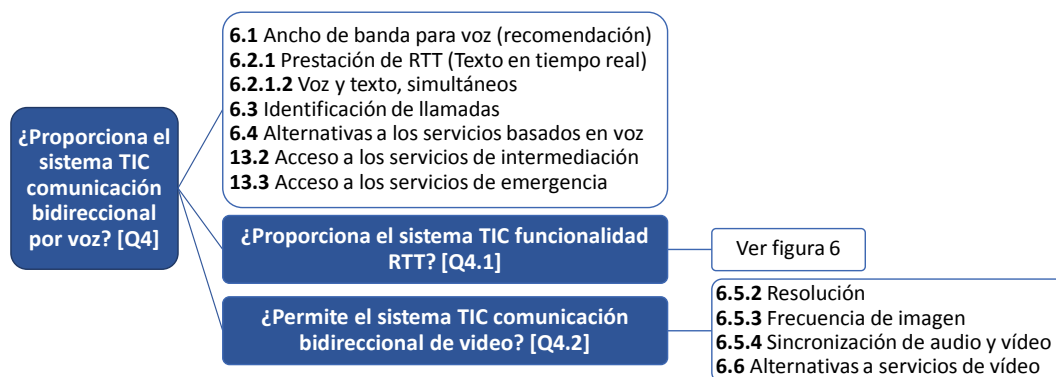 ¿Proporciona el
sistema TIC
comunicación
bidireccional
por voz? [Q4]
6.1 Ancho de banda para voz (recomendación)
6.2.1 Prestación de RTT (Texto en tiempo real)
6.2.1.2 Voz y texto, simultáneos
6.3 Identificación de llamadas
6.4 Alternativas a los servicios basados en voz
13.2 Acceso a los servicios de intermediación
13.3 Acceso a los servicios de emergencia
¿Proporciona el sistema TIC funcionalidad
RTT? [Q4.1]
Ver figura 6
¿Permite el sistema TIC comunicación
bidireccional de video? [Q4.2]
6.5.2 Resolución
6.5.3 Frecuencia de imagen
6.5.4 Sincronización de audio y vídeo
6.6 Alternativas a servicios de vídeo